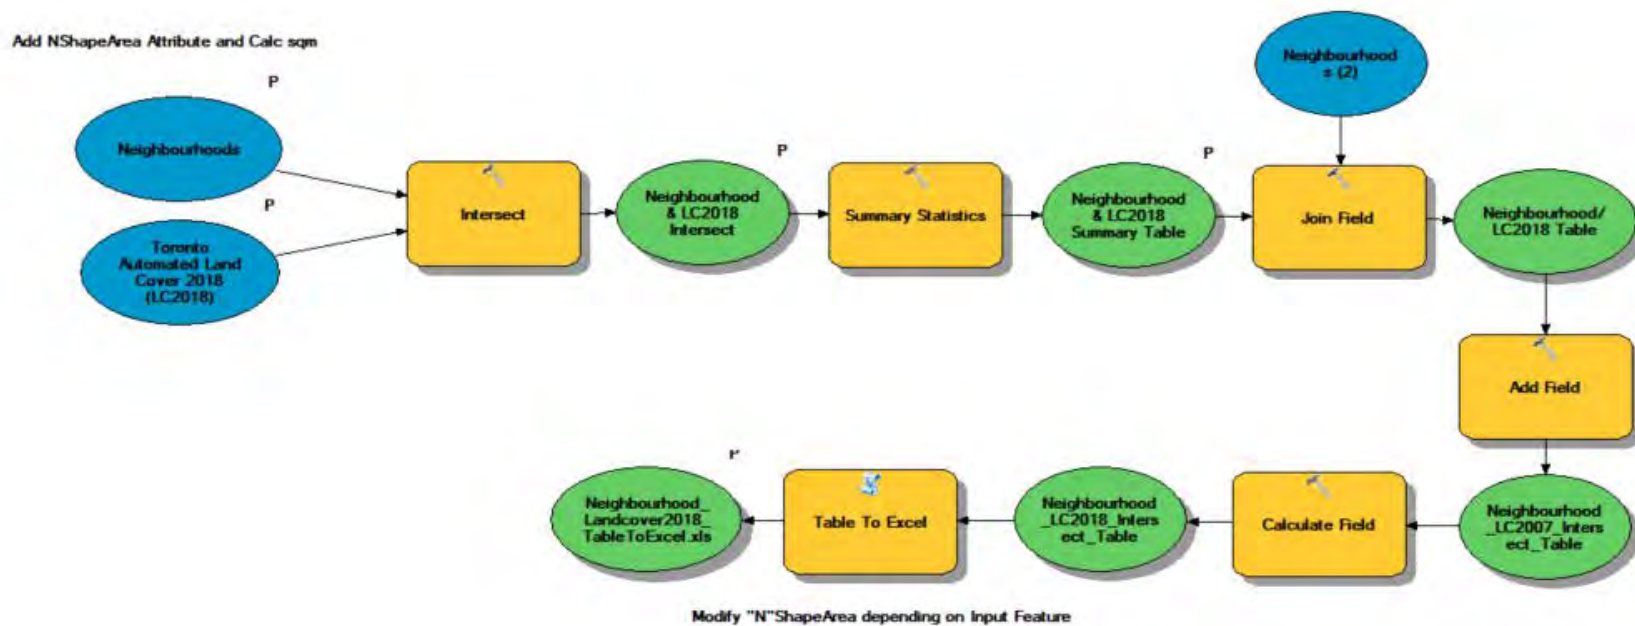 Add NShapeArea Attribute and Calc sqm
P
Neighbourhoods
P
Toronto
Automated Land
Cover 2018
(LC2018)
Intersect
Neighbourhood
& LC2018
Intersect
P
Summary Statistics
Neighbourhood
& LC2018
Summary Table
P
Neighbourhood
s (2)
Join Field
Neighbourhood/
LC2018 Table
Add Field
Neighbourhood
_LC2007_Inters
ect_Table
Calculate Field
Neighbourhood
_LC2018_Inters
ect_Table
Table To Excel
P
Neighbourhood_
Landcover2018_
TableToExcel.xls
Modify "N"ShapeArea depending on Input Feature